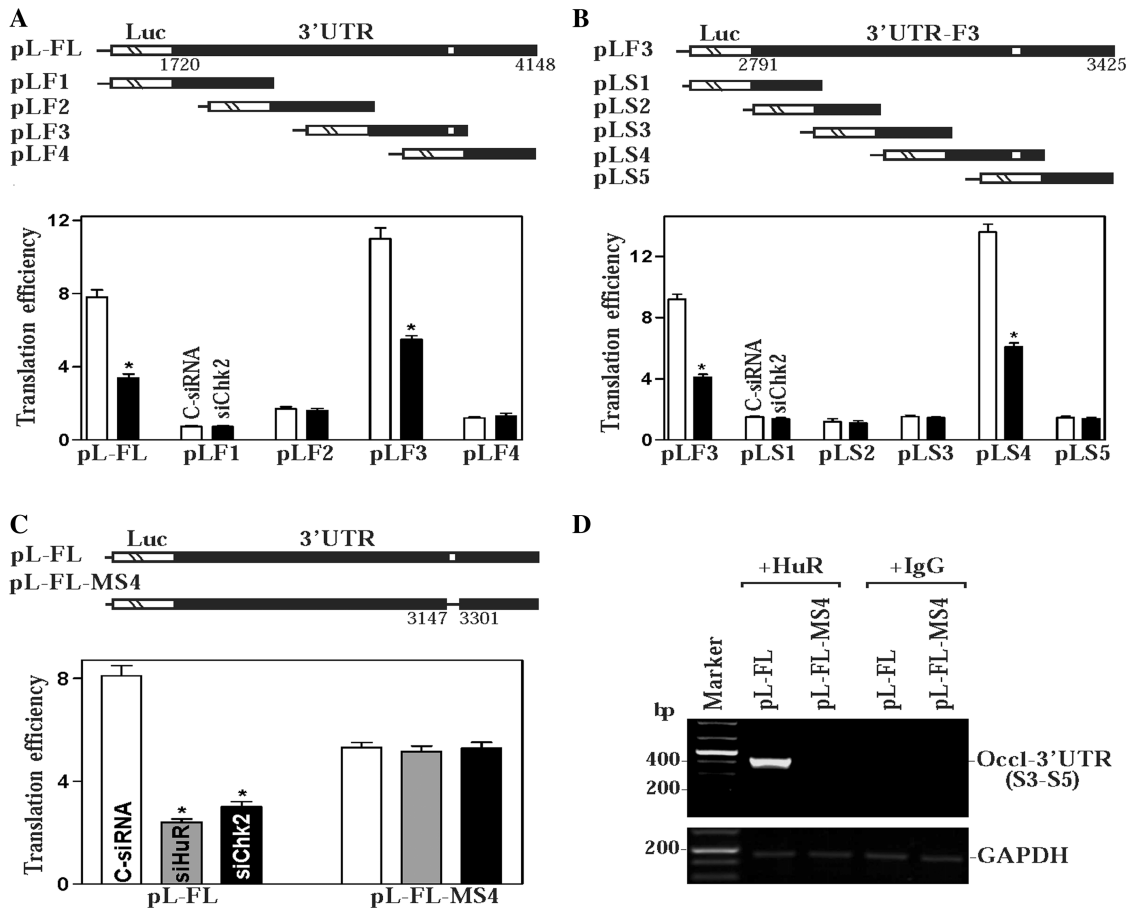 A
Luc 3'UTR
pL-FL
1720 4148
pLF1
pLF2
pLF3
pLF4
Translation efficiency
12
8
4
0
*
C-siRNA
siChk2
*
pL-FL pLF1 pLF2 pLF3 pLF4
B
Luc 3'UTR-F3
pLF3
2791 3425
pLS1
pLS2
pLS3
pLS4
pLS5
Translation efficiency
12
8
4
0
*
C-siRNA
siChk2
*
pLF3 pLS1 pLS2 pLS3 pLS4 pLS5
C
Luc 3'UTR
pL-FL
pL-FL-MS4
3147 3301
Translation efficiency
8
4
0
C-siRNA
*
siHuR
*
siChk2
pL-FL pL-FL-MS4
D
+HuR +IgG
Marker
pL-FL
pL-FL-MS4
pL-FL
pL-FL-MS4
bp
400
200
Occl-3'UTR
(S3-S5)
200
GAPDH